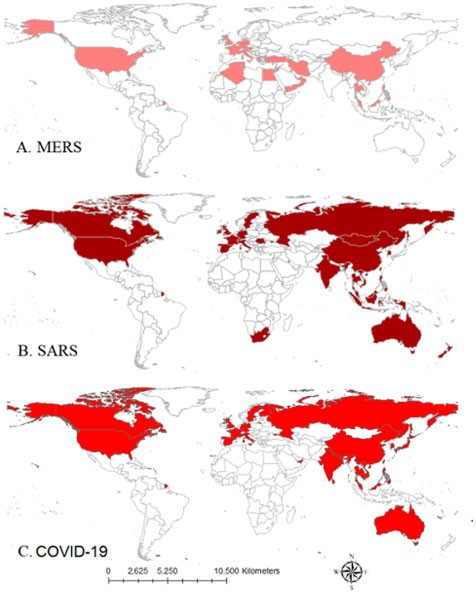 A. MERS
B. SARS
C. COVID-19
0 2,625 5,250 10,500 Kilometers
N
W E
S